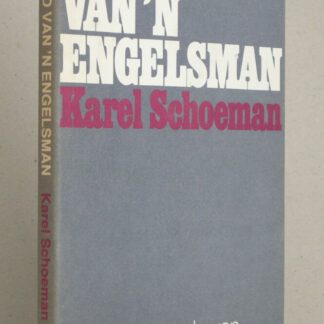 VAN 'N
ENGELSMAN
Karel Schoeman
D VAN 'N ENGELSMAN
Karel Schoeman